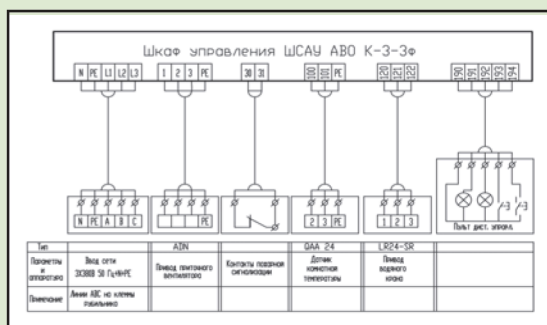 Шкаф управления ШСАУ АВО К-3-3ф
N PE L1 L2 L3
1 2 3 PE
30 31
100 101 PE
120 121 122
190 191 192 193 194
N PE A B C
PE
2 3 PE
1 2 3
Пульт дист. управл.
Тип ADN QAA 24 LR24-SR
Параметры и аппаратура
Ввод сети 3X380В 50 Гц+N+PE
Привод приточного вентилятора
Контакты пожарной сигнализации
Датчик комнатной температуры
Привод водяного крана
Примечание
Линии АВС на клеммы рубильника